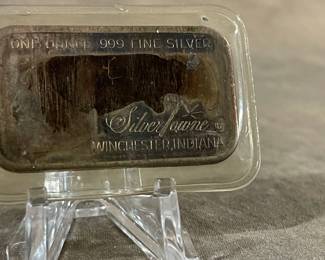 ONE OUNCE 999 FINE SILVER
SilverTowne
WINCHESTER, INDIANA